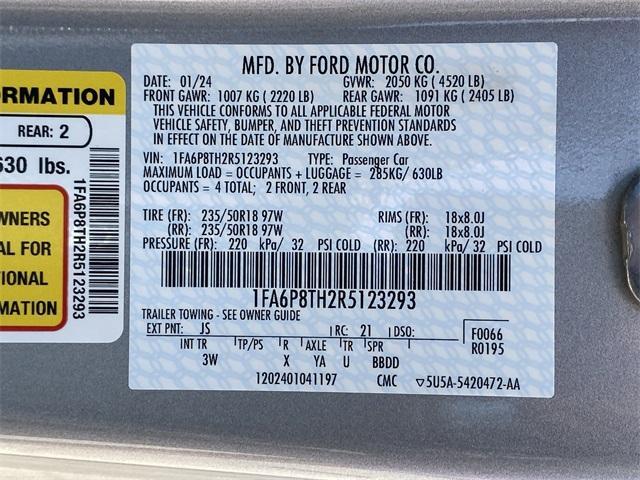 ORMATION
REAR: 2
630 lbs.
WNERS
AL FOR
TIONAL
RMATION
1FA6P8TH2R5123293
MFD. BY FORD MOTOR CO.
DATE: 01/24 GVWR: 2050 KG ( 4520 LB)
FRONT GAWR: 1007 KG ( 2220 LB) REAR GAWR: 1091 KG ( 2405 LB)
THIS VEHICLE CONFORMS TO ALL APPLICABLE FEDERAL MOTOR
VEHICLE SAFETY, BUMPER, AND THEFT PREVENTION STANDARDS
IN EFFECT ON THE DATE OF MANUFACTURE SHOWN ABOVE.
VIN: 1FA6P8TH2R5123293 TYPE: Passenger Car
MAXIMUM LOAD = OCCUPANTS + LUGGAGE = 285KG/ 630LB
OCCUPANTS = 4 TOTAL; 2 FRONT, 2 REAR
TIRE (FR): 235/50R18 97W RIMS (FR): 18x8.0J
(RR): 235/50R18 97W (RR): 18x8.0J
PRESSURE (FR): 220 kPa/ 32 PSI COLD (RR): 220 kPa/ 32 PSI COLD
1FA6P8TH2R5123293
TRAILER TOWING - SEE OWNER GUIDE
EXT PNT: JS RC: 21 DSO: F0066
R0195
INT TR TP/PS R AXLE TR SPR
3W X YA U BBDD
1202401041197 CMC ▽5U5A-5420472-AA